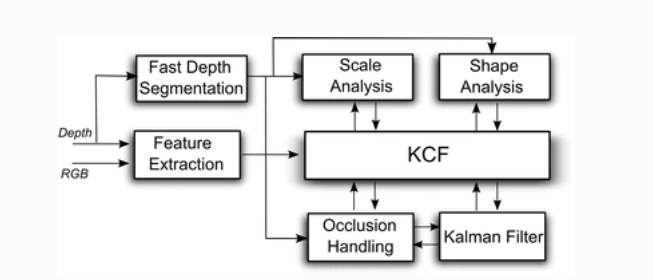 Fast Depth
Segmentation
Scale
Analysis
Shape
Analysis
Depth
RGB
Feature
Extraction
KCF
Occlusion
Handling
Kalman Filter